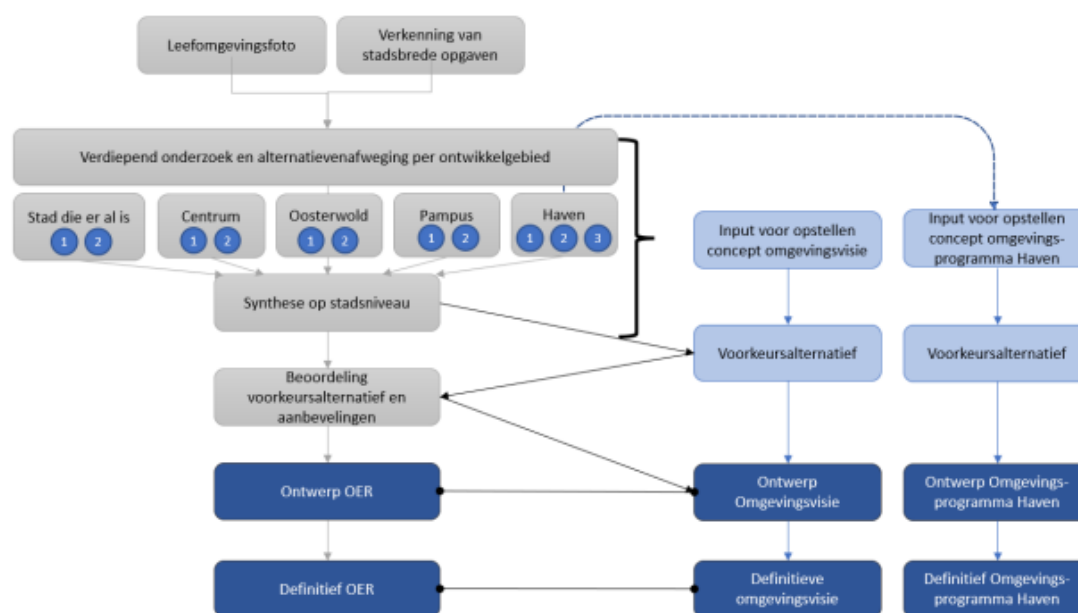 Leefomgevingsfoto
Verkenning van
stadsbrede opgaven
Verdiepend onderzoek en alternatievenafweging per ontwikkelgebied
Stad die er al is
1 2
Centrum
1 2
Oosterwold
1 2
Pampus
1 2
Haven
1 2 3
Input voor opstellen
concept omgevingsvisie
Input voor opstellen
concept omgevings-
programma Haven
Synthese op stadsniveau
Voorkeursalternatief
Voorkeursalternatief
Beoordeling
voorkeursalternatief en
aanbevelingen
Ontwerp OER
Ontwerp
Omgevingsvisie
Ontwerp Omgevings-
programma Haven
Definitief OER
Definitieve
omgevingsvisie
Definitief Omgevings-
programma Haven